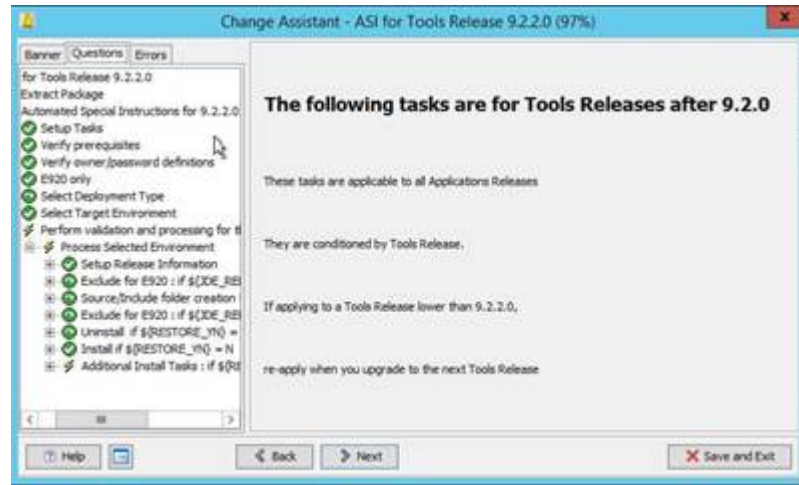 Change Assistant - ASI for Tools Release 9.2.2.0 (97%)
x
Banner Questions Errors
for Tools Release 9.2.2.0
Extract Package
Automated Special Instructions for 9.2.2.0
Setup Tasks
Verify prerequisites
Verify owner/password definitions
E920 only
Select Deployment Type
Select Target Environment
Perform validation and processing for t
Process Selected Environment
Setup Release Information
Exclude for E920 : if ${JDE_REL
Source/Include folder creation
Exclude for E920 : if ${JDE_REL
Uninstall if ${RESTORE_YN} =
Install if ${RESTORE_YN} = N
Additional Install Tasks : if ${RE
The following tasks are for Tools Releases after 9.2.0
These tasks are applicable to all Applications Releases
They are conditioned by Tools Release.
If applying to a Tools Release lower than 9.2.2.0,
re-apply when you upgrade to the next Tools Release
Help
Back
Next
Save and Exit